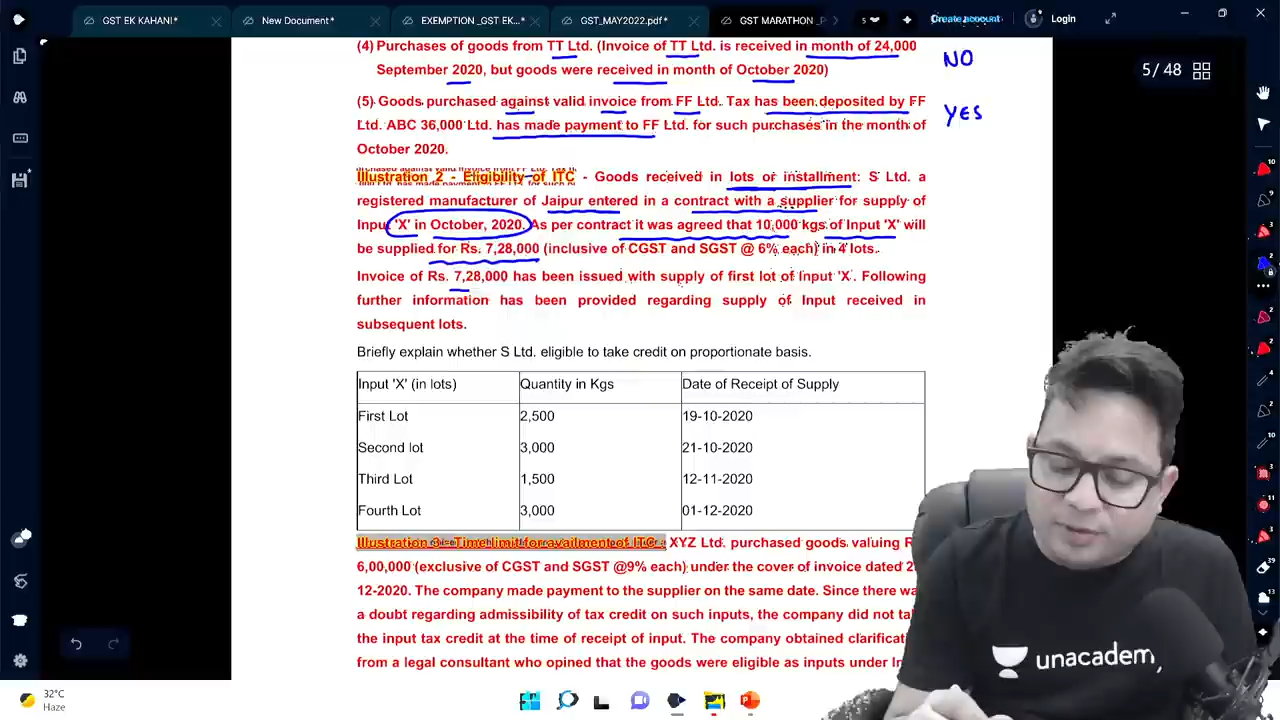 GST EK KAHANI*
New Document*
EXEMPTION _GST EK...*
GST_MAY2022.pdf*
GST MARATHON _P
5
Create account
Login
5 / 48
(4) Purchases of goods from TT Ltd. (Invoice of TT Ltd. is received in month of 24,000
September 2020, but goods were received in month of October 2020)
NO
(5) Goods purchased against valid invoice from FF Ltd. Tax has been deposited by FF
Ltd. ABC 36,000 Ltd. has made payment to FF Ltd. for such purchases in the month of
October 2020.
YES
Illustration 2 - Eligibility of ITC - Goods received in lots or installment: S Ltd. a
registered manufacturer of Jaipur entered in a contract with a supplier for supply of
Input 'X' in October, 2020. As per contract it was agreed that 10,000 kgs of Input 'X' will
be supplied for Rs. 7,28,000 (inclusive of CGST and SGST @ 6% each) in 4 lots.
Invoice of Rs. 7,28,000 has been issued with supply of first lot of Input 'X'. Following
further information has been provided regarding supply of Input received in
subsequent lots.
Briefly explain whether S Ltd. eligible to take credit on proportionate basis.
Input 'X' (in lots) Quantity in Kgs Date of Receipt of Supply
First Lot 2,500 19-10-2020
Second lot 3,000 21-10-2020
Third Lot 1,500 12-11-2020
Fourth Lot 3,000 01-12-2020
Illustration 3 - Time limit for availment of ITC : XYZ Ltd. purchased goods valuing
6,00,000 (exclusive of CGST and SGST @9% each) under the cover of invoice dated
12-2020. The company made payment to the supplier on the same date. Since there
a doubt regarding admissibility of tax credit on such inputs, the company did not
the input tax credit at the time of receipt of input. The company obtained
from a legal consultant who opined that the goods were eligible as inputs under
unacademy
32°C
Haze